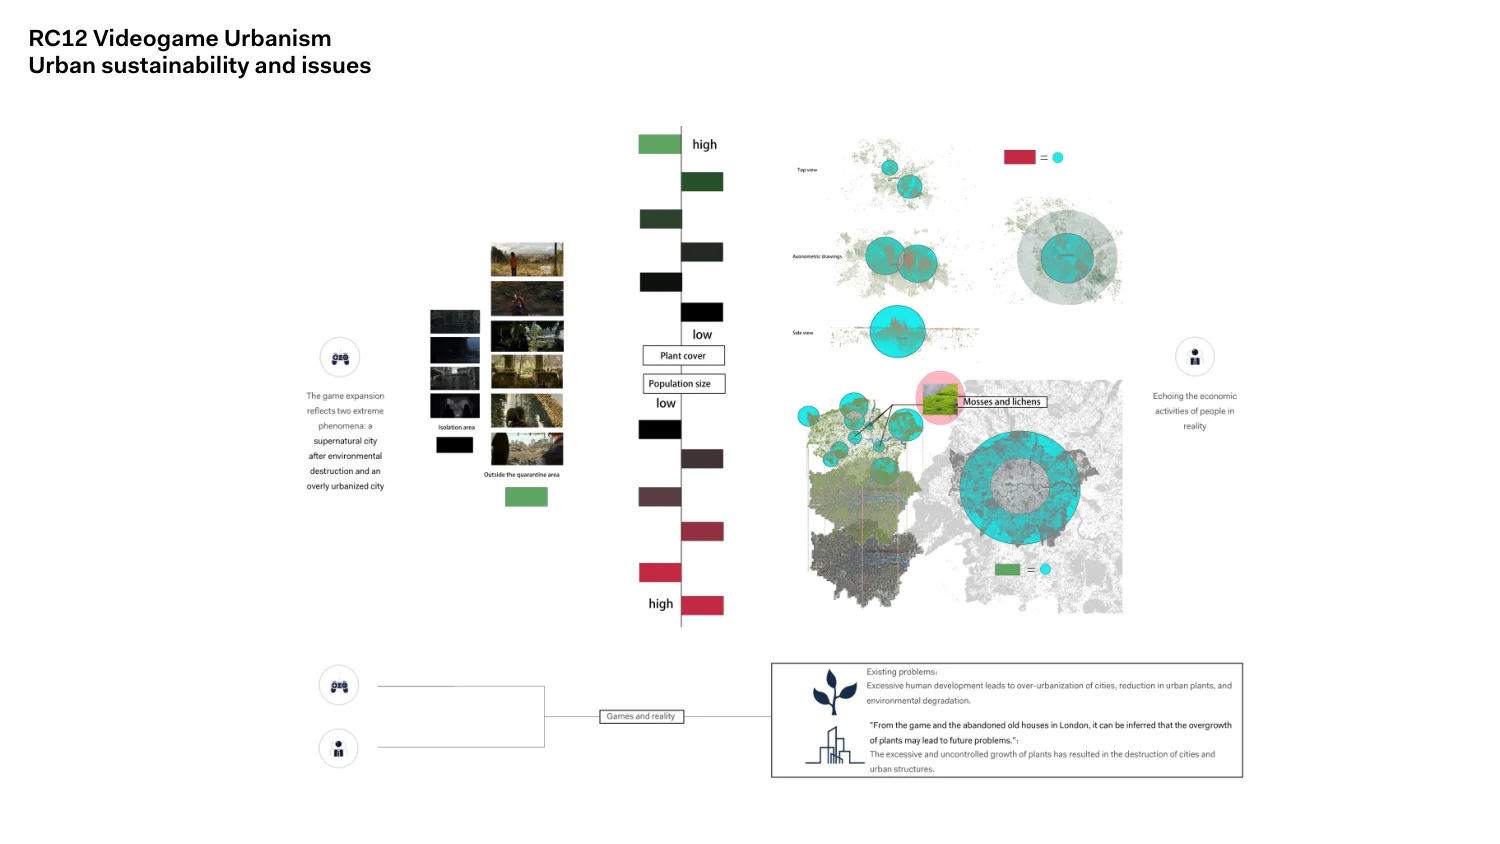 RC12 Videogame Urbanism
Urban sustainability and issues
The game expansion
reflects two extreme
phenomena: a
supernatural city
after environmental
destruction and an
overly urbanized city
Isolation area
Outside the quarantine area
high
low
Plant cover
Population size
low
high
Top view
Axonometric drawings
Side view
=
Mosses and lichens
=
Echoing the economic
activities of people in
reality
Games and reality
Existing problems:
Excessive human development leads to over-urbanization of cities, reduction in urban plants, and
environmental degradation.
"From the game and the abandoned old houses in London, it can be inferred that the overgrowth
of plants may lead to future problems.":
The excessive and uncontrolled growth of plants has resulted in the destruction of cities and
urban structures.